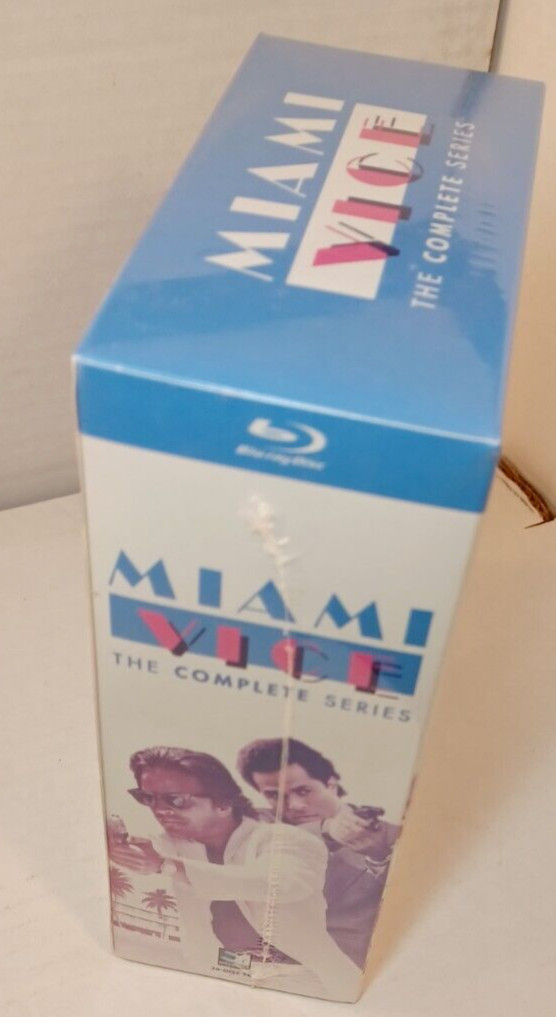 MIAMI
VICE
THE COMPLETE SERIES
Blu-ray Disc
MIAMI
VICE
THE COMPLETE SERIES